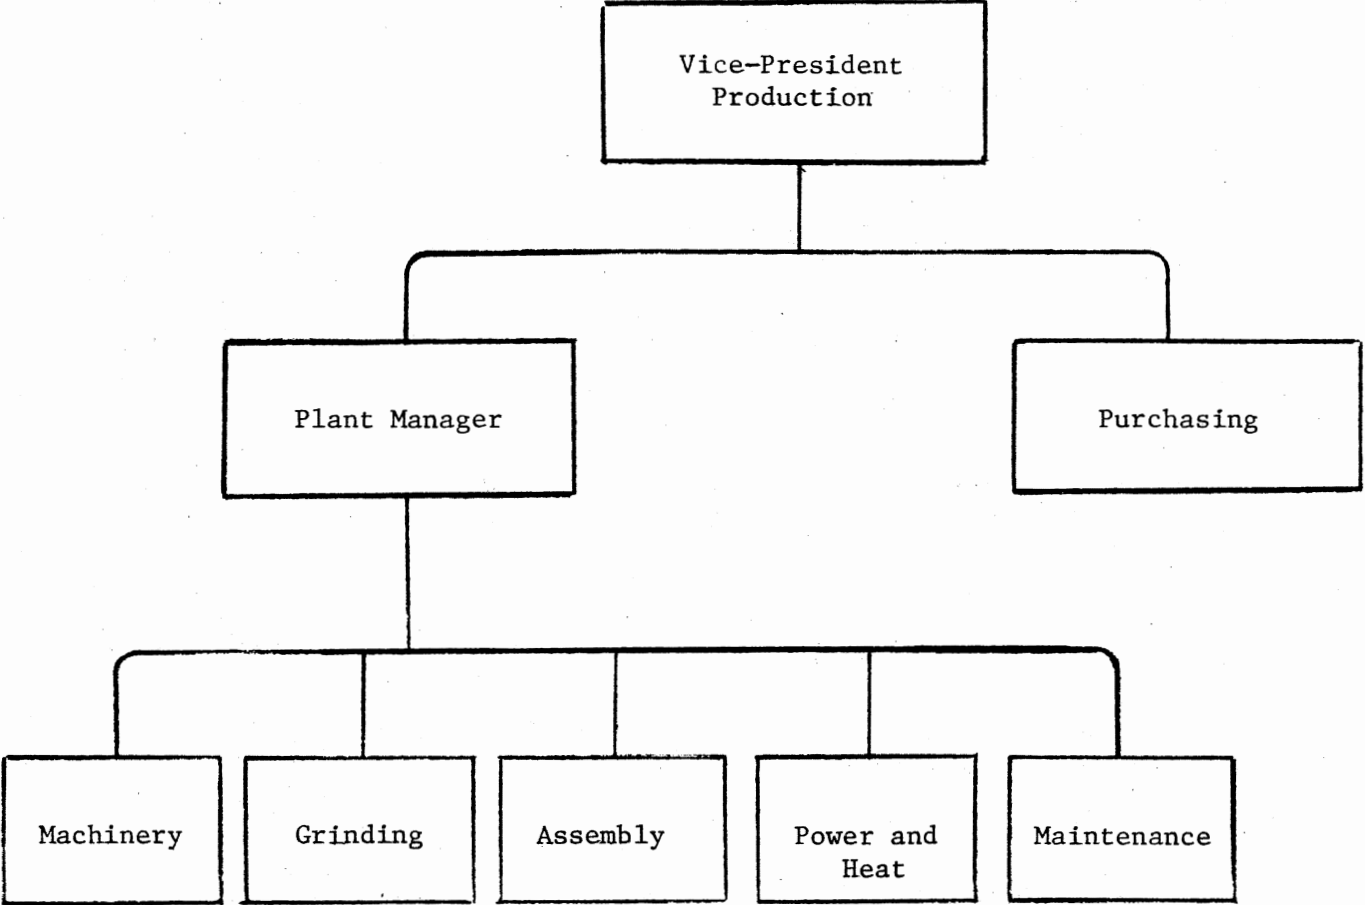 Vice-President
Production
Plant Manager
Purchasing
Machinery
Grinding
Assembly
Power and
Heat
Maintenance